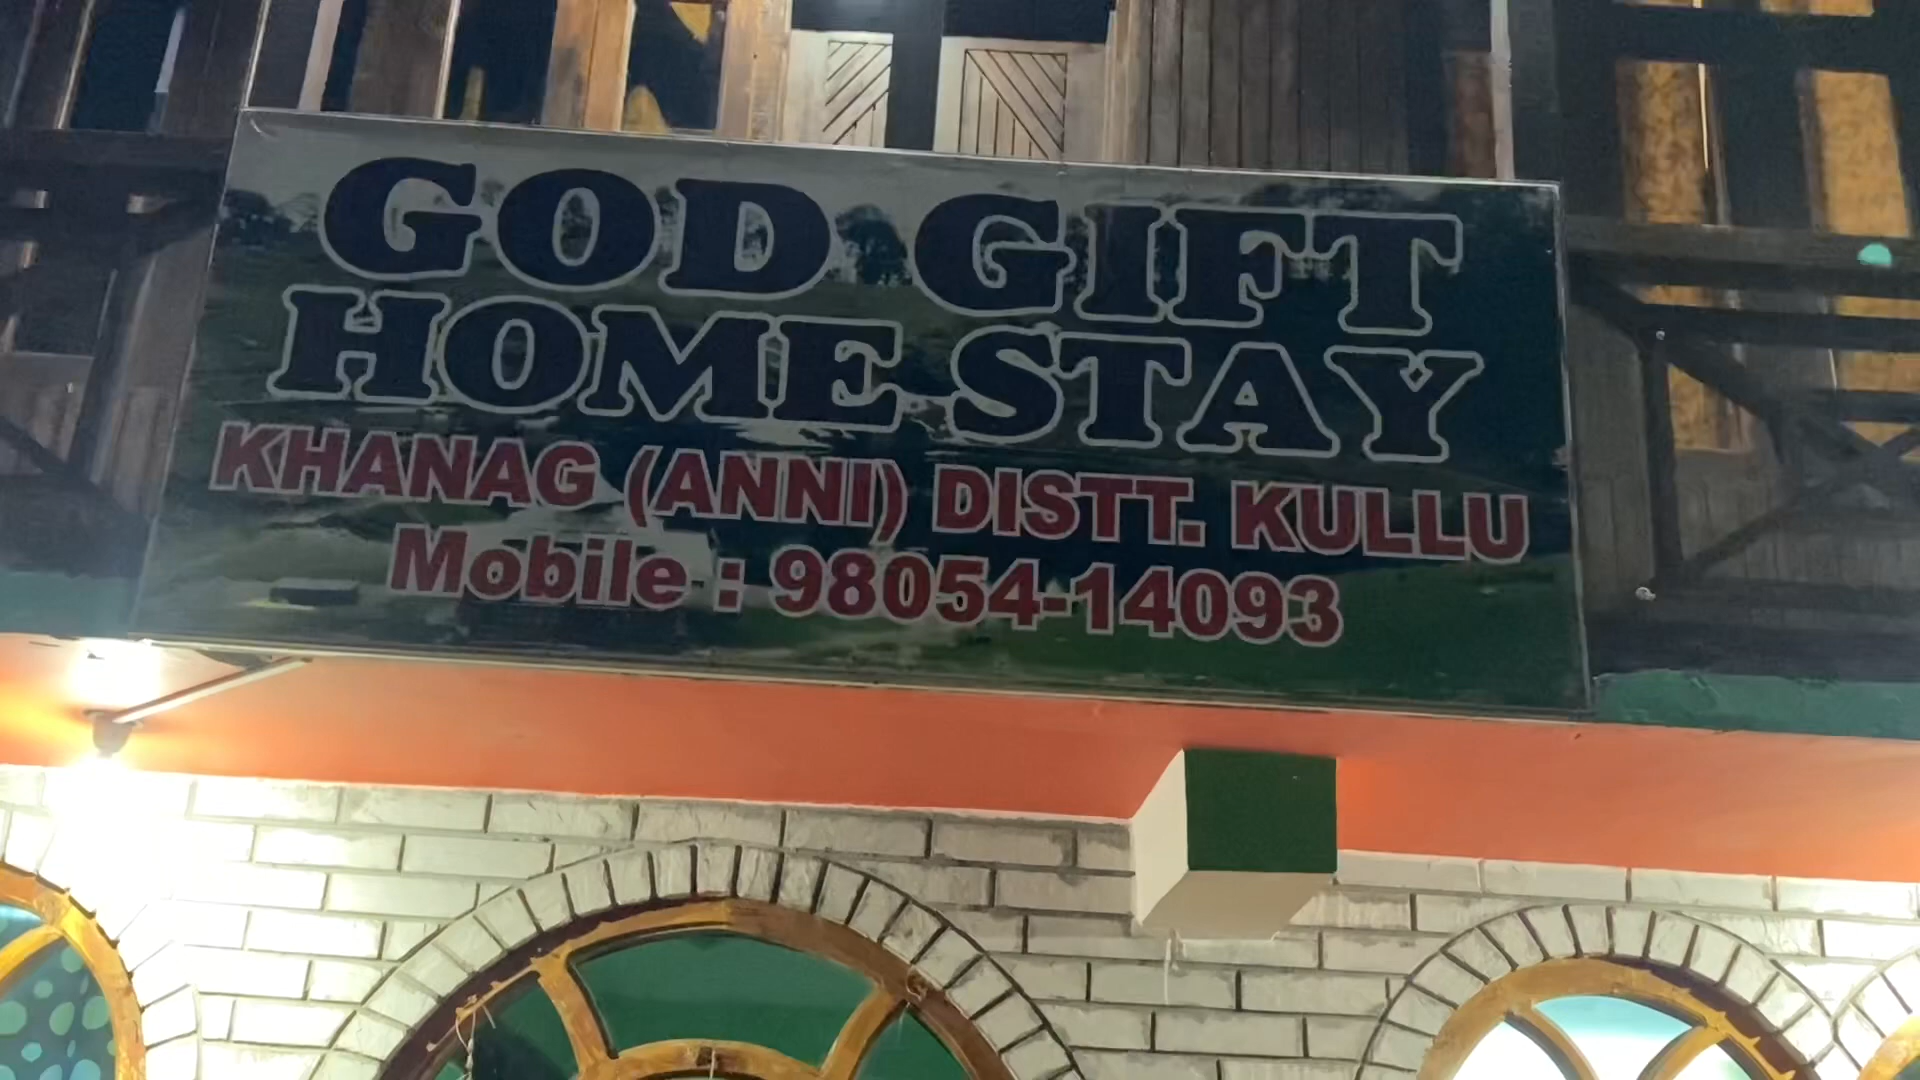 GOD GIFT
HOME STAY
KHANAG (ANNI) DISTT. KULLU
Mobile : 98054-14093